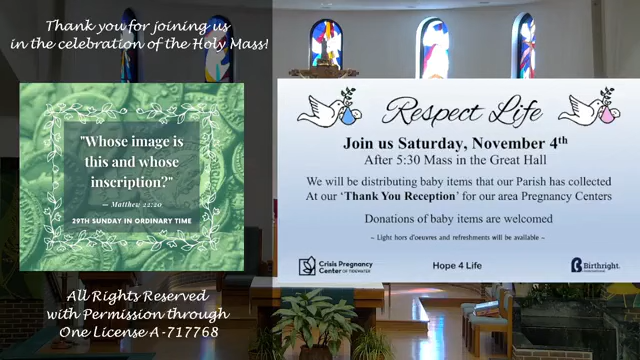 Thank you for joining us
in the celebration of the Holy Mass!
"Whose image is
this and whose
inscription?"
— Matthew 22:20
29TH SUNDAY IN ORDINARY TIME
All Rights Reserved
with Permission through
One License A-717768
Respect Life
Join us Saturday, November 4th
After 5:30 Mass in the Great Hall
We will be distributing baby items that our Parish has collected
At our 'Thank You Reception' for our area Pregnancy Centers
Donations of baby items are welcomed
~ Light hors d'oeuvres and refreshments will be available ~
Crisis Pregnancy
Center OF TIDEWATER
Hope 4 Life
Birthright
International